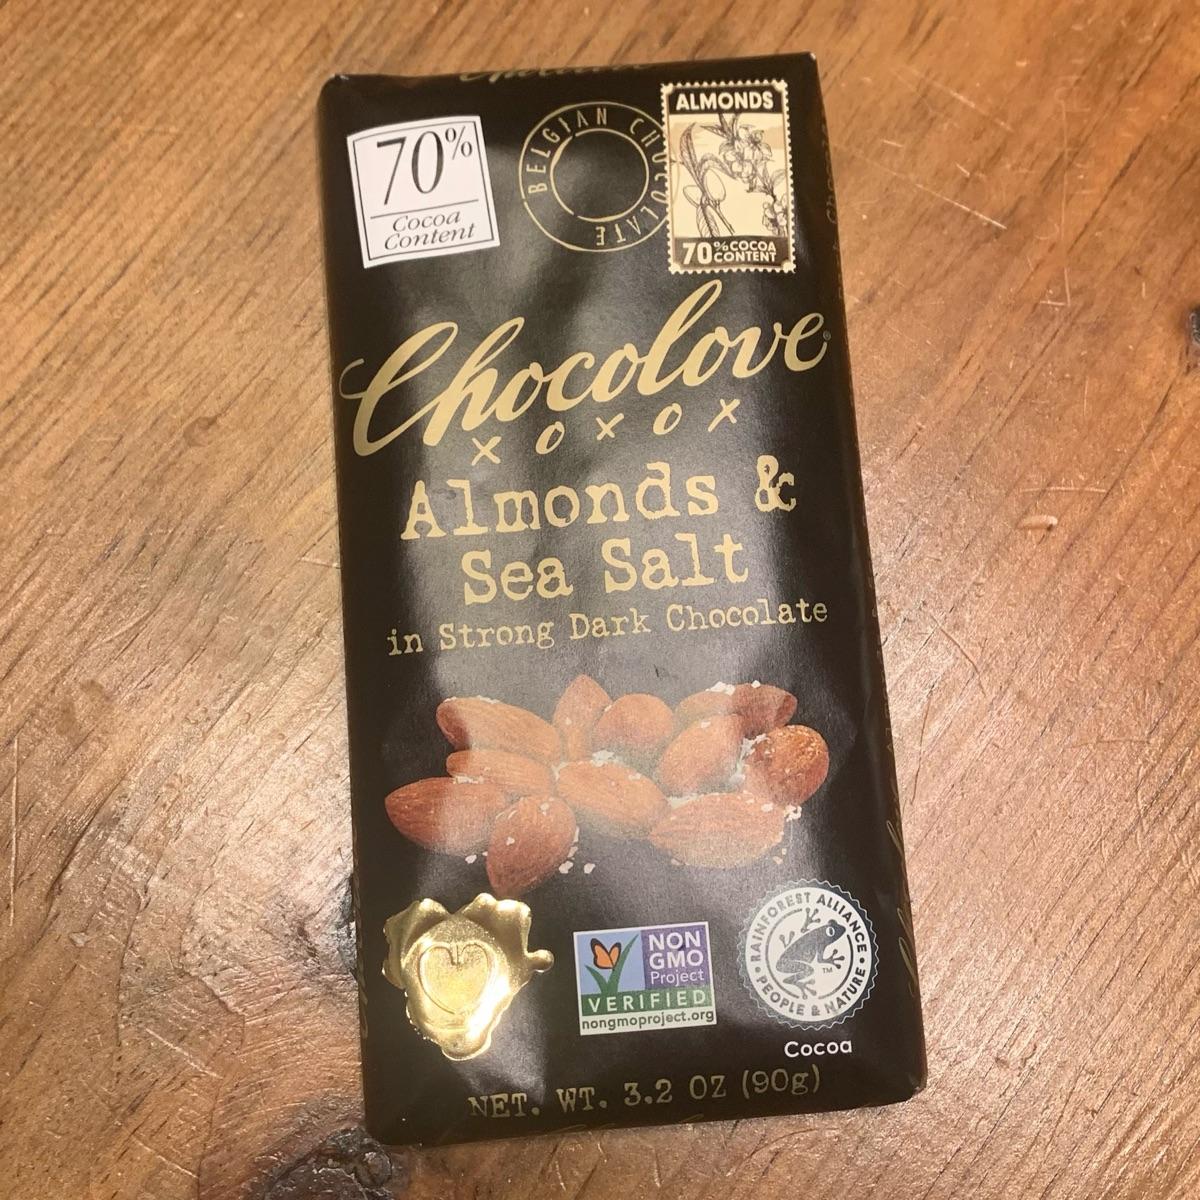 70%
Cocoa
Content
BELGIAN CHOCOLATE
ALMONDS
70% COCOA
CONTENT
Chocolove®
x o x o x
Almonds &
Sea Salt
in Strong Dark Chocolate
NON
GMO
Project
VERIFIED
nongmoproject.org
RAINFOREST ALLIANCE
• PEOPLE & NATURE •
TM
Cocoa
NET. WT. 3.2 OZ (90g)